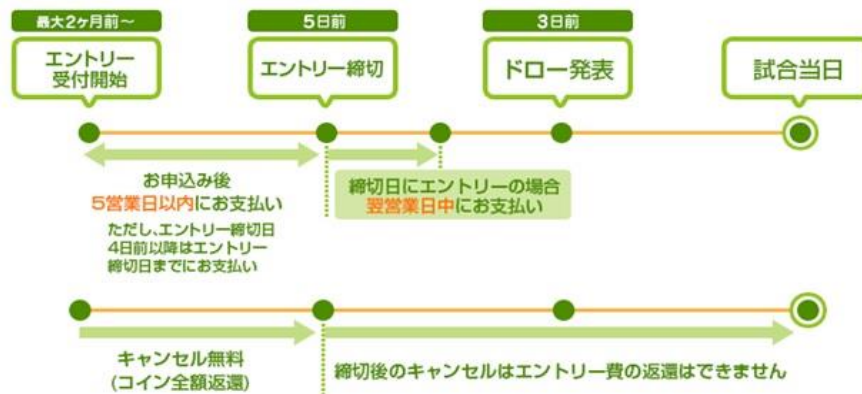 最大2ヶ月前～
5日前
3日前
エントリー
受付開始
エントリー締切
ドロー発表
試合当日
お申込み後
5営業日以内にお支払い
ただし、エントリー締切日
4日前以降はエントリー
締切日までにお支払い
締切日にエントリーの場合
翌営業日中にお支払い
キャンセル無料
(コイン全額返還)
締切後のキャンセルはエントリー費の返還はできません